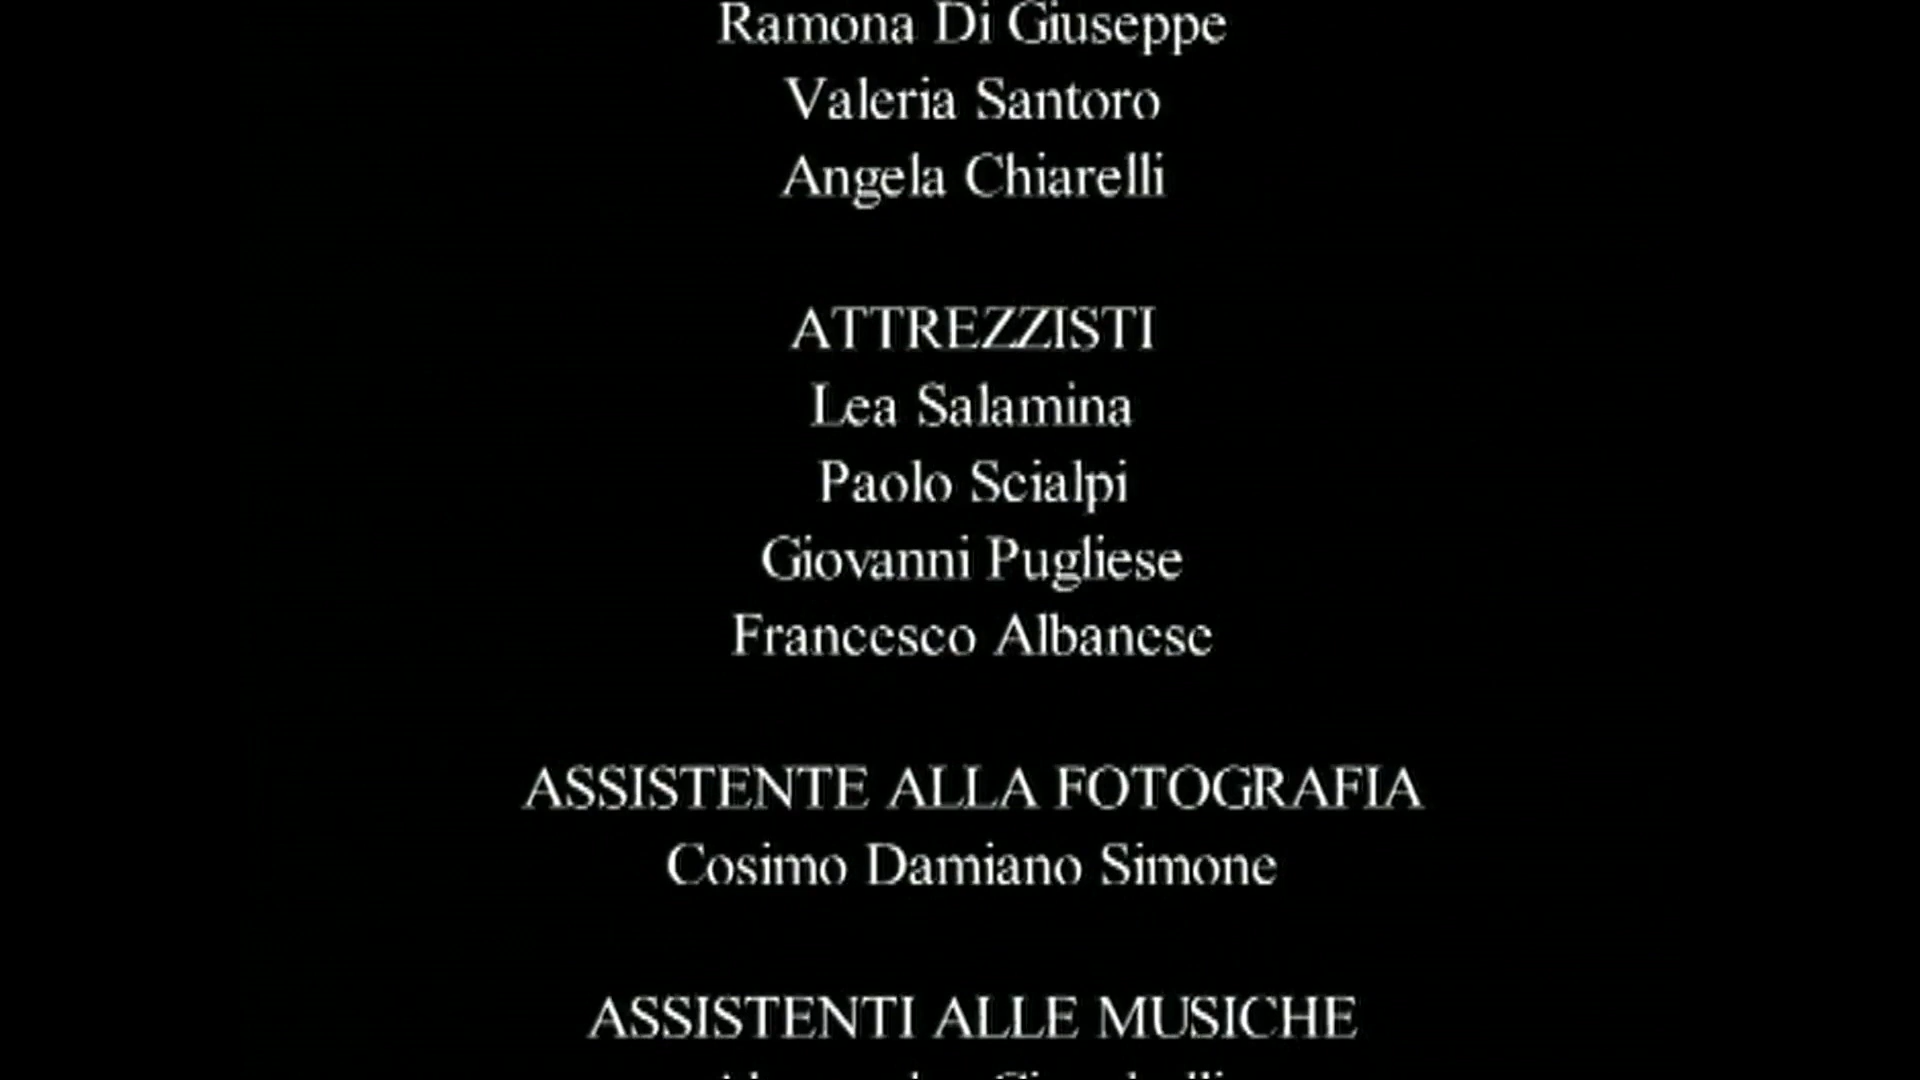 Ramona Di Giuseppe
Valeria Santoro
Angela Chiarelli
ATTREZZISTI
Lea Salamina
Paolo Scialpi
Giovanni Pugliese
Francesco Albanese
ASSISTENTE ALLA FOTOGRAFIA
Cosimo Damiano Simone
ASSISTENTI ALLE MUSICHE